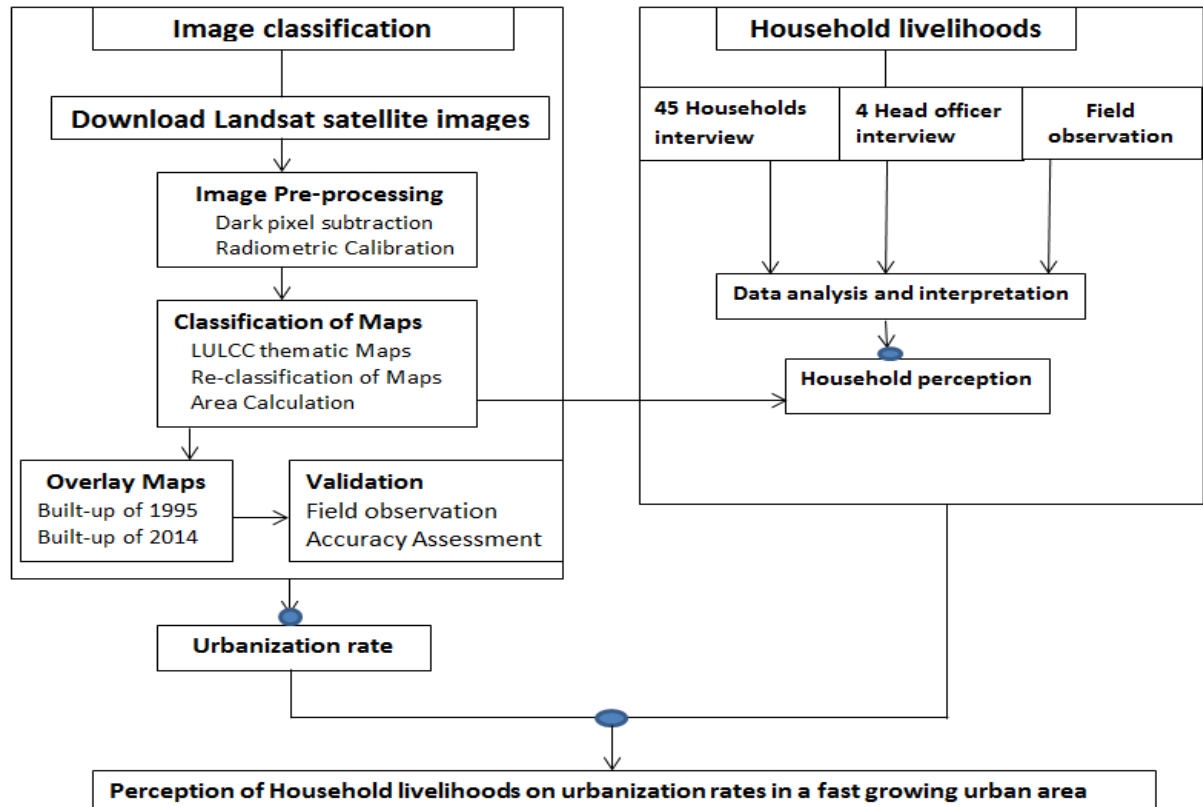 Image classification
Download Landsat satellite images
Image Pre-processing
Dark pixel subtraction
Radiometric Calibration
Classification of Maps
LULCC thematic Maps
Re-classification of Maps
Area Calculation
Overlay Maps
Built-up of 1995
Built-up of 2014
Validation
Field observation
Accuracy Assessment
Urbanization rate
Household livelihoods
45 Households
interview
4 Head officer
interview
Field
observation
Data analysis and interpretation
Household perception
Perception of Household livelihoods on urbanization rates in a fast growing urban area